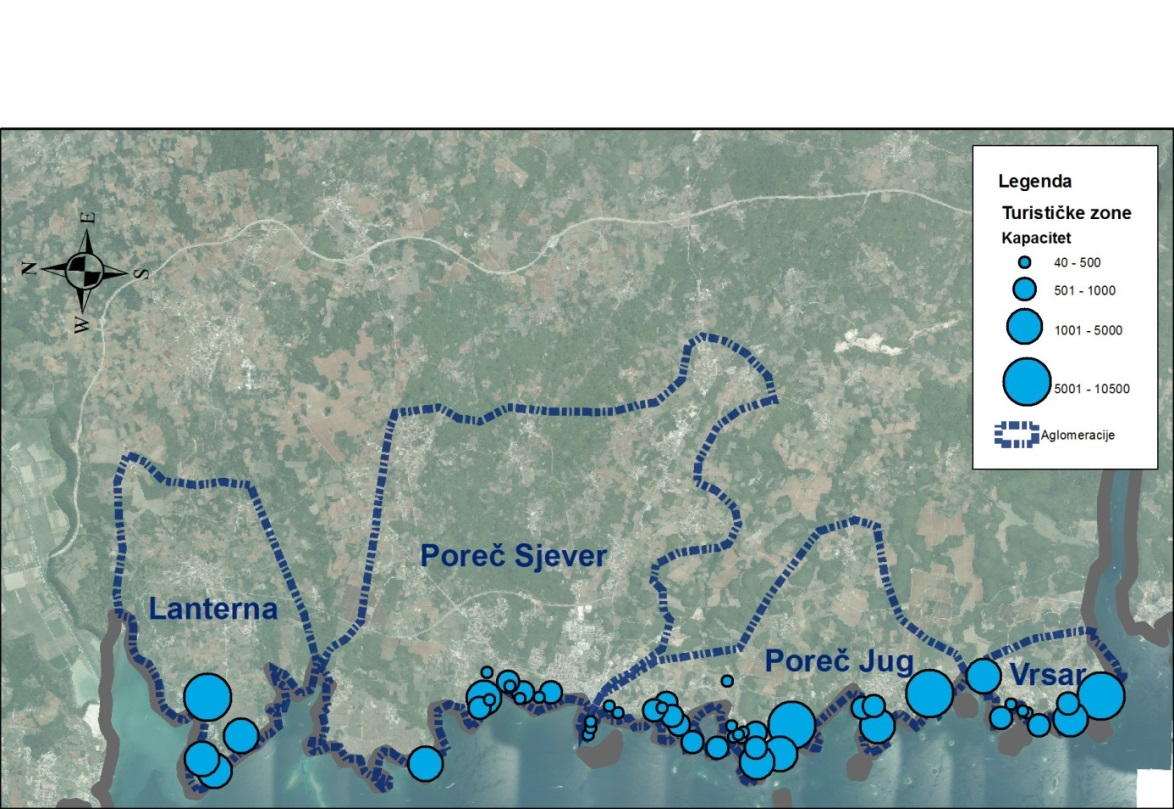 E
N
S
W
Legenda
Turističke zone
Kapacitet
40 - 500
501 - 1000
1001 - 5000
5001 - 10500
Aglomeracije
Poreč Sjever
Lanterna
Poreč Jug
Vrsar